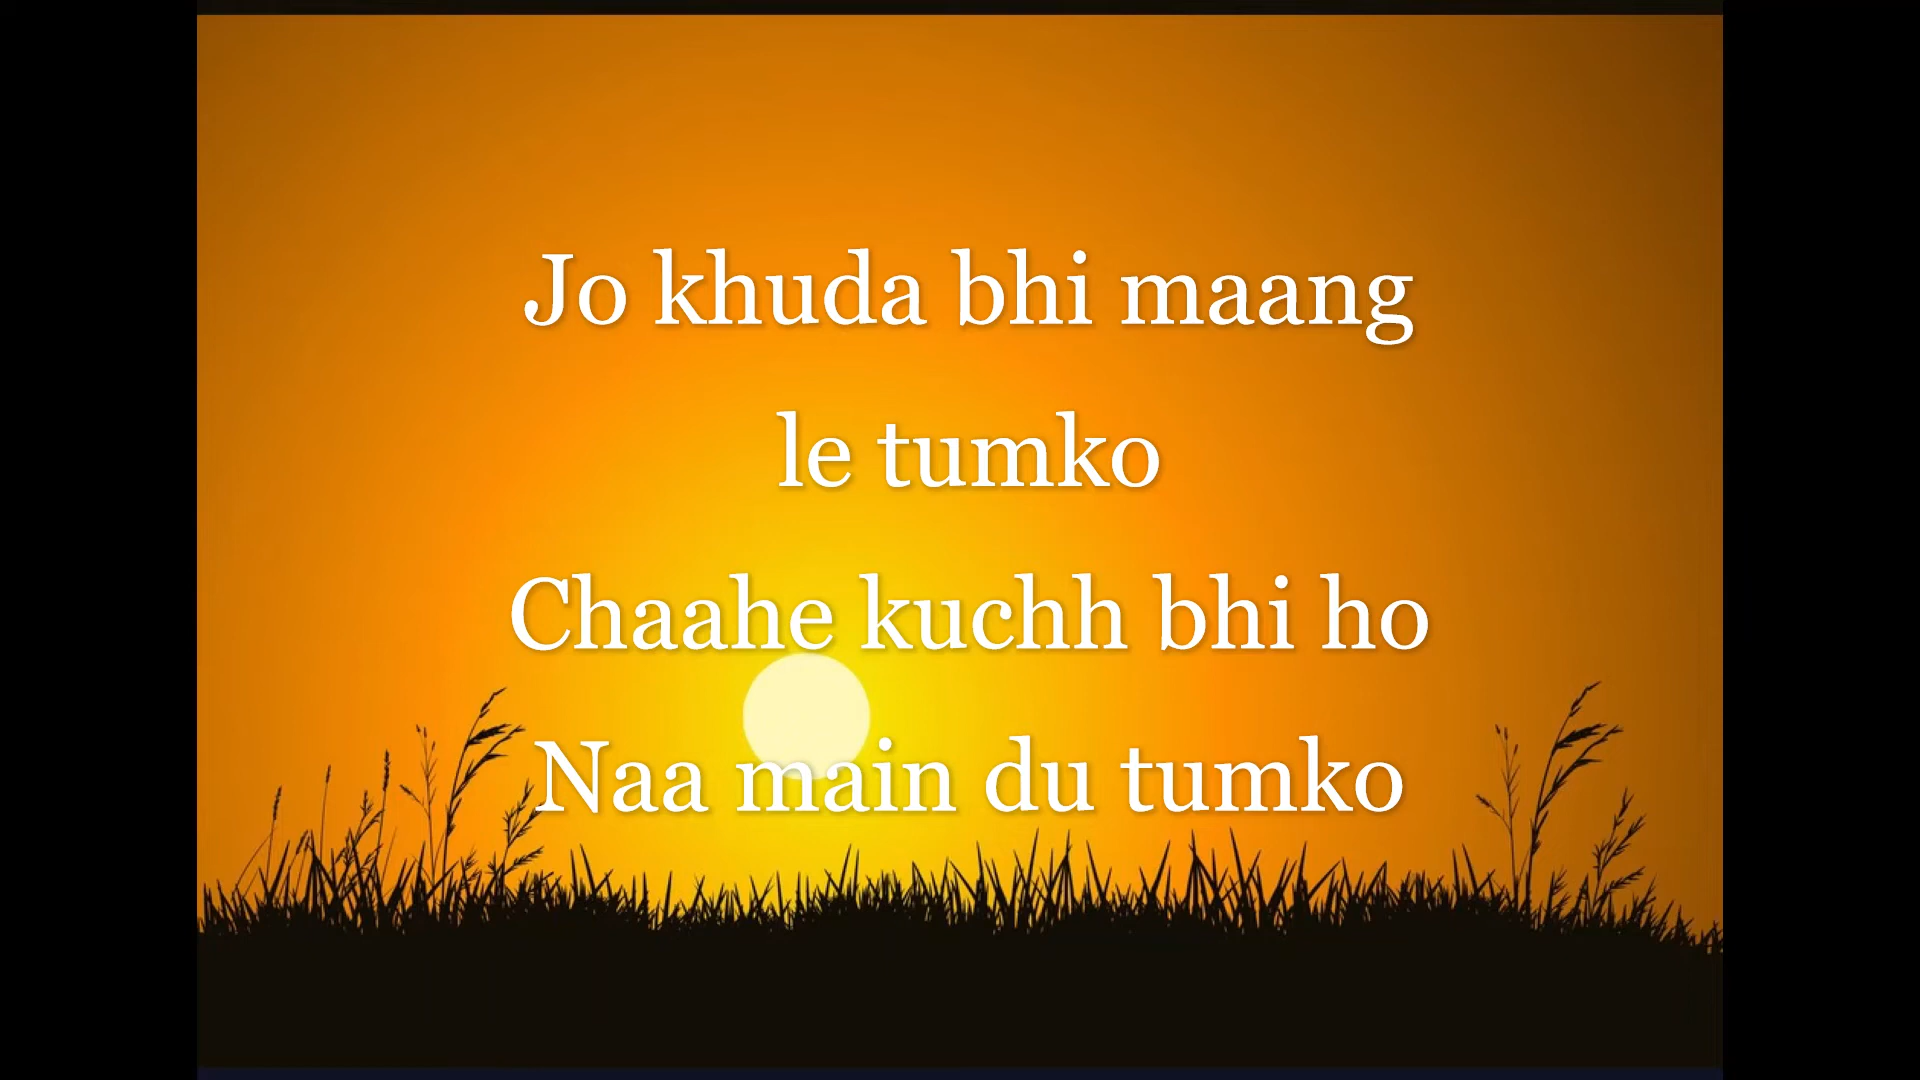 Jo khuda bhi maang
le tumko
Chaahe kuchh bhi ho
Naa main du tumko